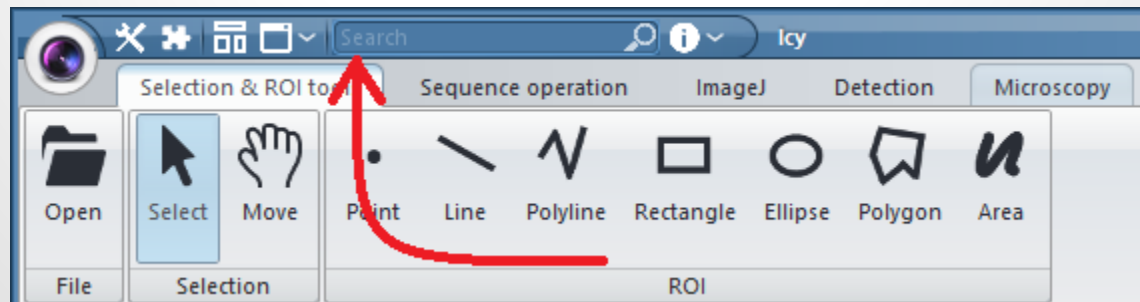 Search
Icy
Selection & ROI to
Sequence operation
ImageJ
Detection
Microscopy
Open
Select
Move
Point
Line
Polyline
Rectangle
Ellipse
Polygon
Area
File
Selection
ROI